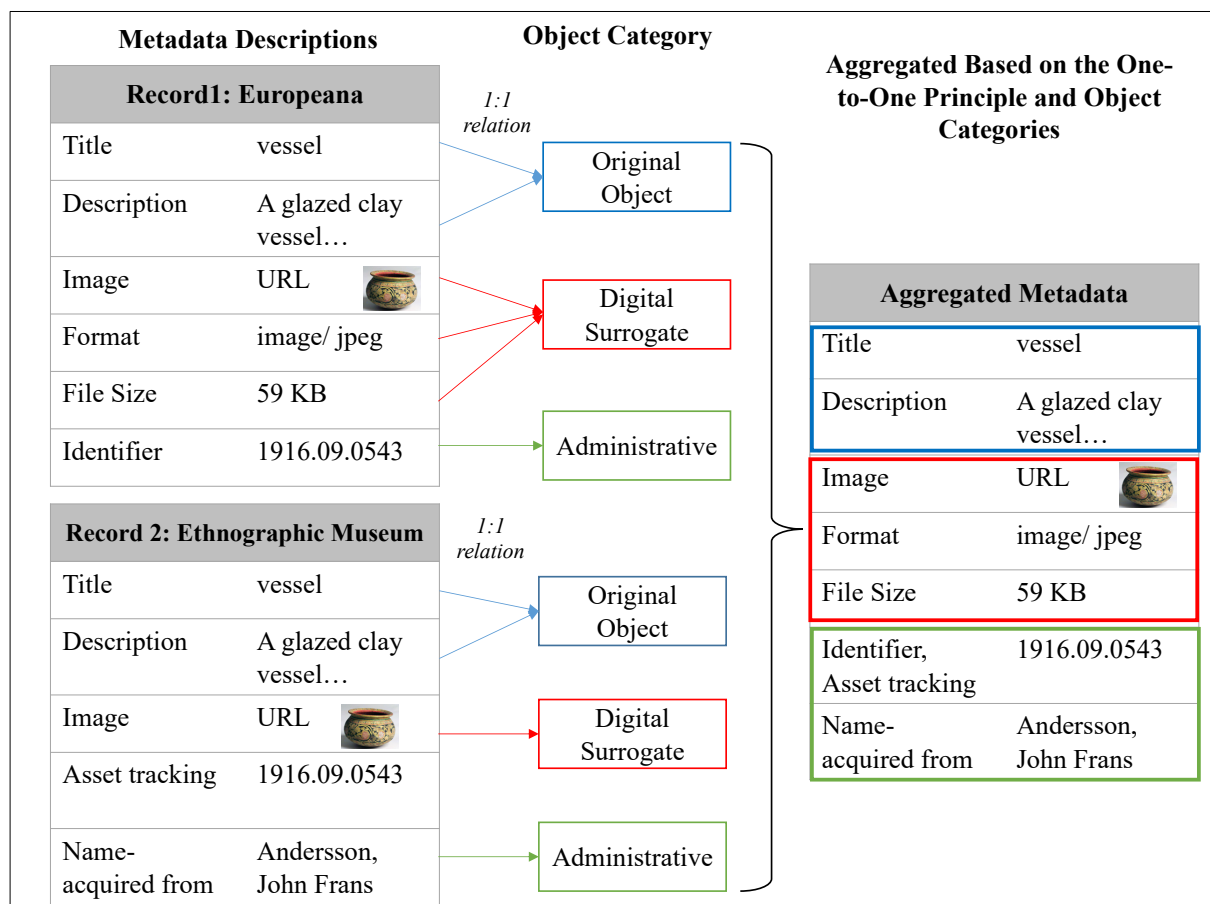 Metadata Descriptions
Object Category
Aggregated Based on the One-
to-One Principle and Object
Categories
Record1: Europeana
Title vessel
Description A glazed clay
vessel…
Image URL
Format image/ jpeg
File Size 59 KB
Identifier 1916.09.0543
1:1
relation
Original
Object
Digital
Surrogate
Administrative
Record 2: Ethnographic Museum
Title vessel
Description A glazed clay
vessel…
Image URL
Asset tracking 1916.09.0543
Name- Andersson,
acquired from John Frans
1:1
relation
Original
Object
Digital
Surrogate
Administrative
Aggregated Metadata
Title vessel
Description A glazed clay
vessel…
Image URL
Format image/ jpeg
File Size 59 KB
Identifier, 1916.09.0543
Asset tracking
Name- Andersson,
acquired from John Frans